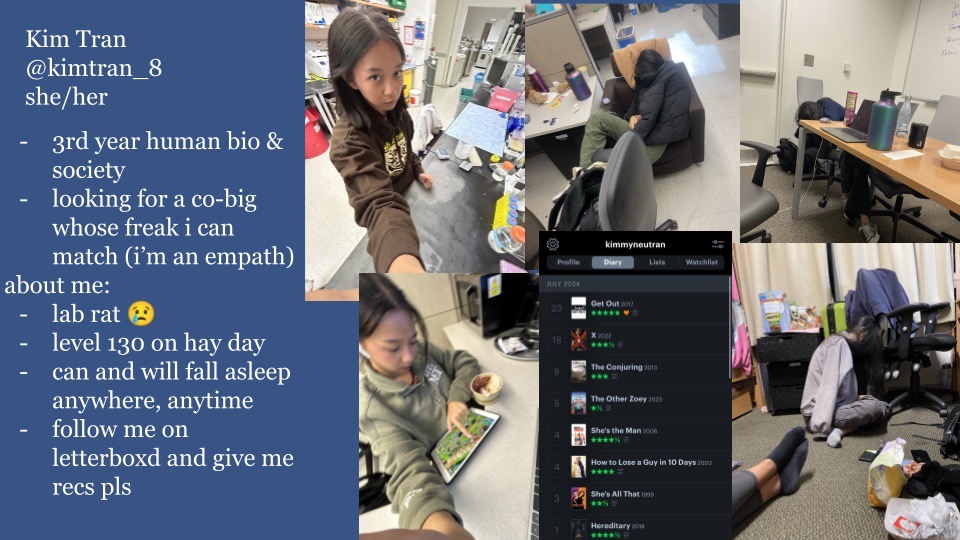 Kim Tran
@kimtran_8
she/her
- 3rd year human bio &
society
- looking for a co-big
whose freak i can
match (i’m an empath)
about me:
- lab rat 😢
- level 130 on hay day
- can and will fall asleep
anywhere, anytime
- follow me on
letterboxd and give me
recs pls
kimmyneutran
Profile Diary Lists Watchlist
JULY 2024
23 Get Out 2017
★★★★★
18 X 2022
★★★½
6 The Conjuring 2013
★★★
5 The Other Zoey 2023
★½
4 She's the Man 2006
★★★★½
4 How to Lose a Guy in 10 Days 2003
★★★★
3 She's All That 1999
★★½
1 Hereditary 2018
★★★★½